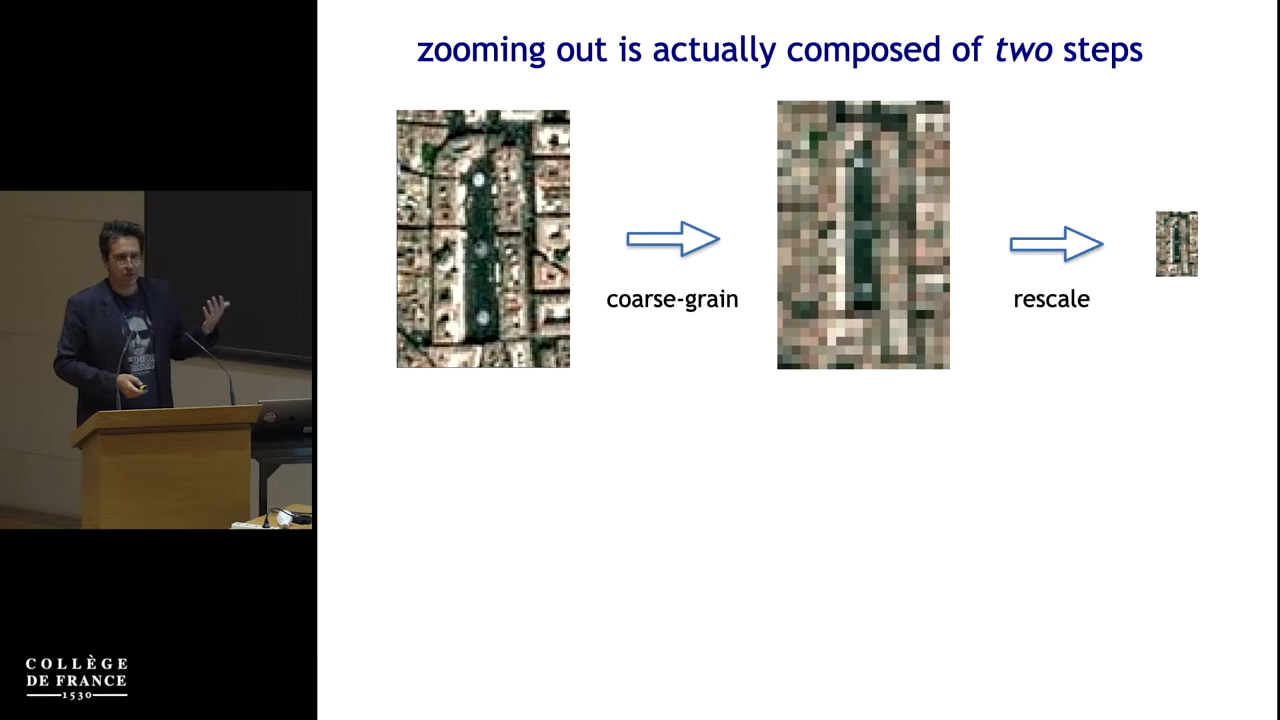 zooming out is actually composed of two steps
coarse-grain
rescale
COLLÈGE
DE FRANCE
1530